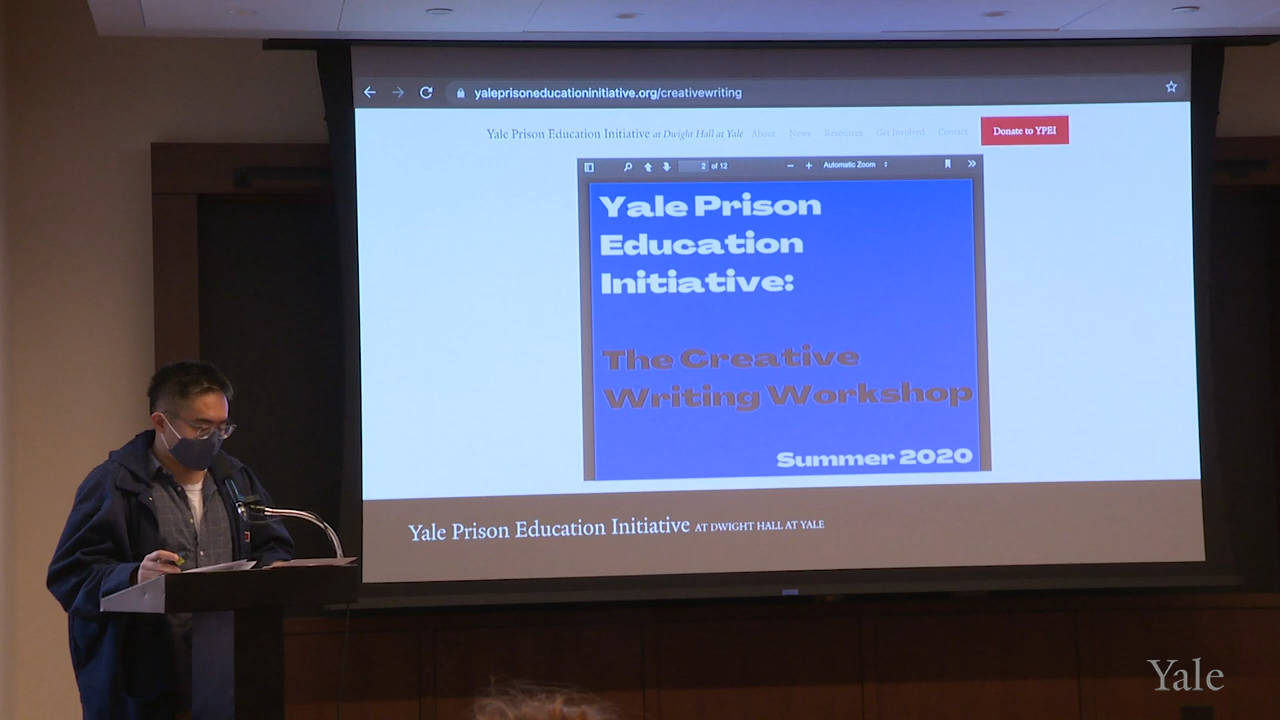 yaleprisoneducationinitiative.org/creativewriting
Yale Prison Education Initiative at Dwight Hall at Yale About News Resources Get Involved Contact Donate to YPEI
2 of 12 Automatic Zoom
Yale Prison
Education
Initiative:
The Creative
Writing Workshop
Summer 2020
Yale Prison Education Initiative AT DWIGHT HALL AT YALE
Yale